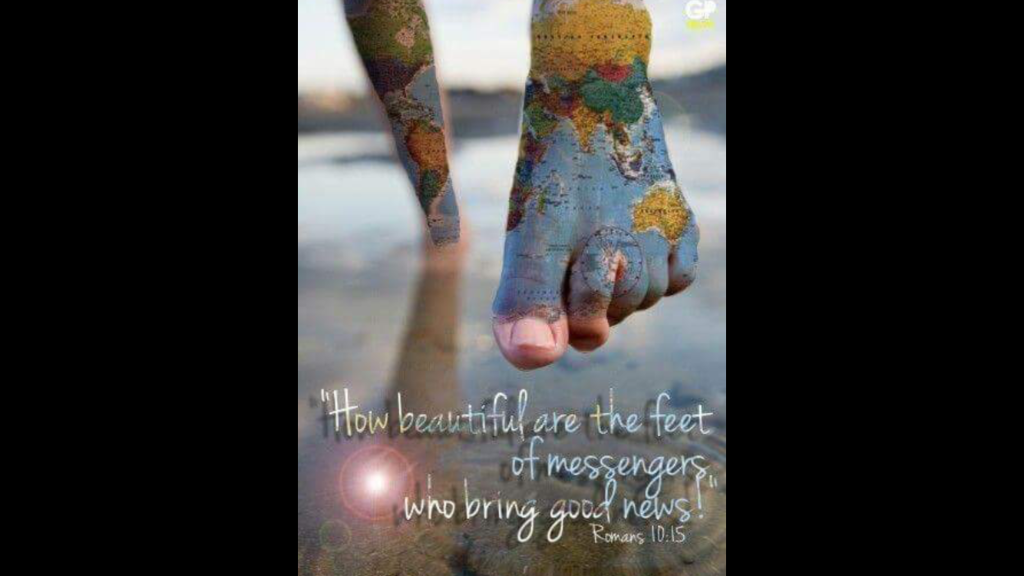 GP
"How beautiful are the feet
of messengers
who bring good news!"
Romans 10:15